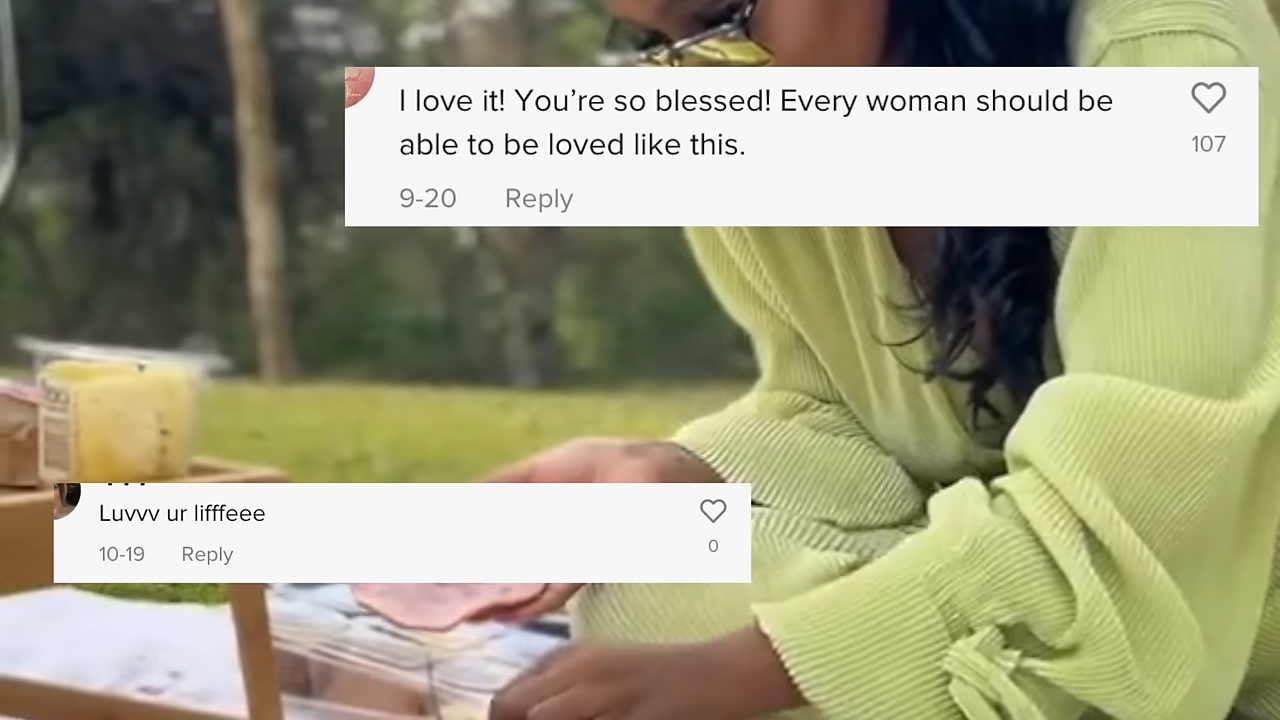 I love it! You’re so blessed! Every woman should be
107
able to be loved like this.
9-20 Reply
Luvvv ur lifffeee
10-19 Reply
0